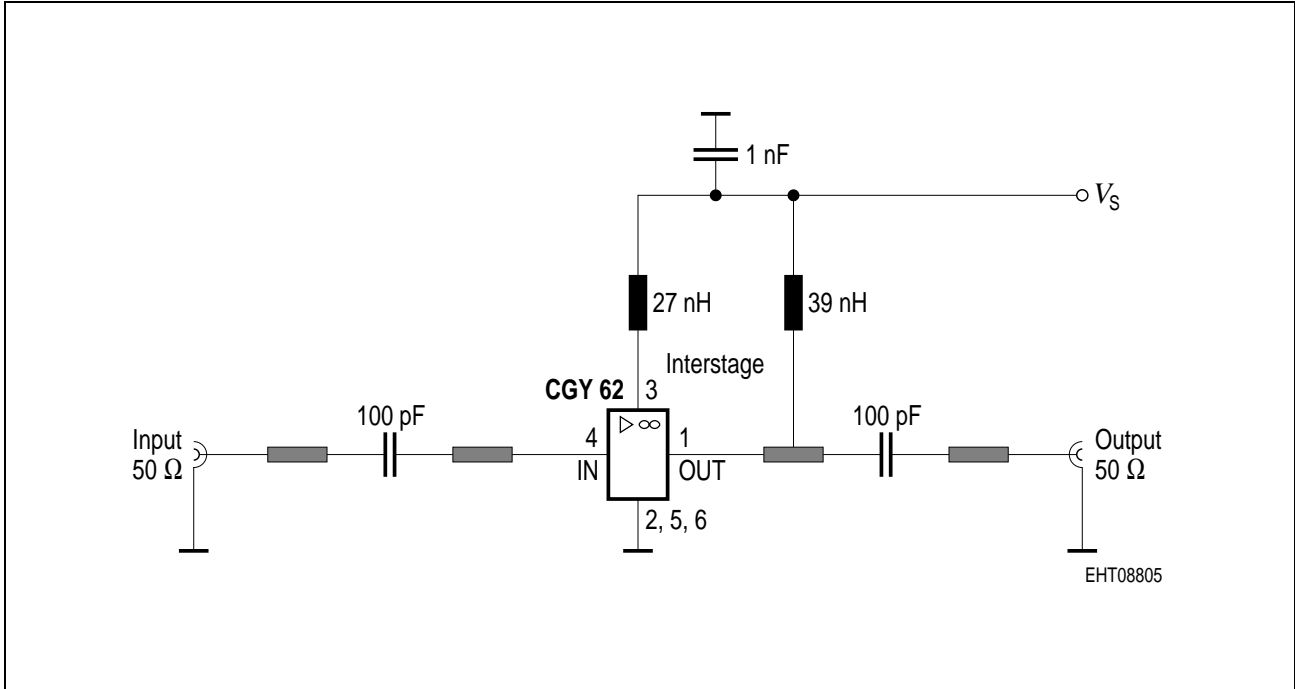 1 nF
V_S
27 nH
39 nH
Interstage
CGY 62
3
100 pF
100 pF
Input
50 Ω
4
IN
▷ ∞
1
OUT
Output
50 Ω
2, 5, 6
EHT08805